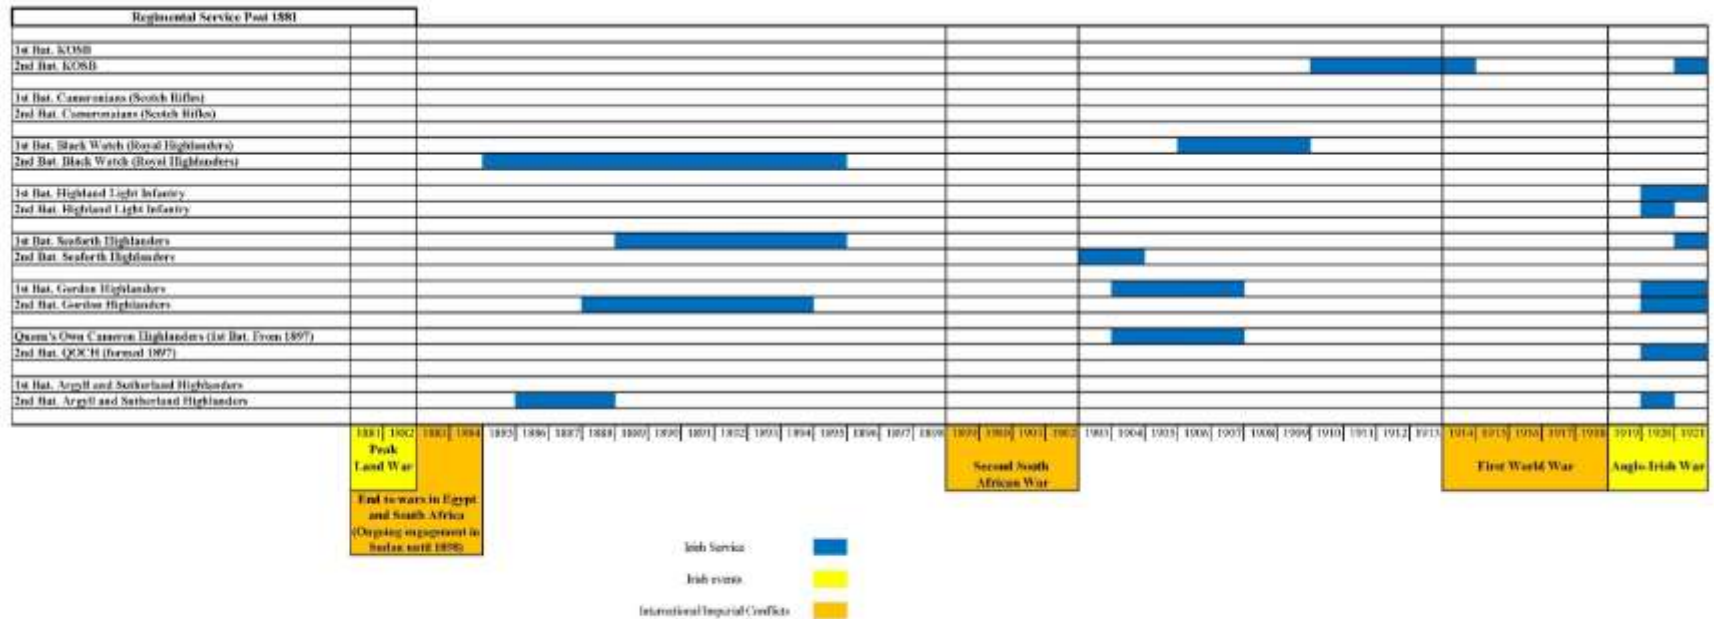 Regimental Service Post 1881
1st Bat. KOSB
2nd Bat. KOSB
1st Bat. Cameronians (Scotch Rifles)
2nd Bat. Cameronaians (Scotch Rifles)
1st Bat. Black Watch (Royal Highlanders)
2nd Bat. Black Watch (Royal Highlanders)
1st Bat. Highland Light Infantry
2nd Bat. Highland Light Infantry
1st Bat. Seaforth Highlanders
2nd Bat. Seaforth Highlanders
1st Bat. Gordon Highlanders
2nd Bat. Gordon Highlanders
Queen's Own Cameron Highlanders (1st Bat. From 1897)
2nd Bat. QOCH (formed 1897)
1st Bat. Argyll and Sutherland Highlanders
2nd Bat. Argyll and Sutherland Highlanders
1881 1882 1883 1884 1885 1886 1887 1888 1889 1890 1891 1892 1893 1894 1895 1896 1897 1898 1899 1900 1901 1902 1903 1904 1905 1906 1907 1908 1909 1910 1911 1912 1913 1914 1915 1916 1917 1918 1919 1920 1921
Peak
Land War
Second South
African War
First World War
Anglo-Irish War
End to wars in Egypt
and South Africa
(Ongoing engagement in
Sudan until 1898)
Irish Service
Irish events
International Imperial Conflicts